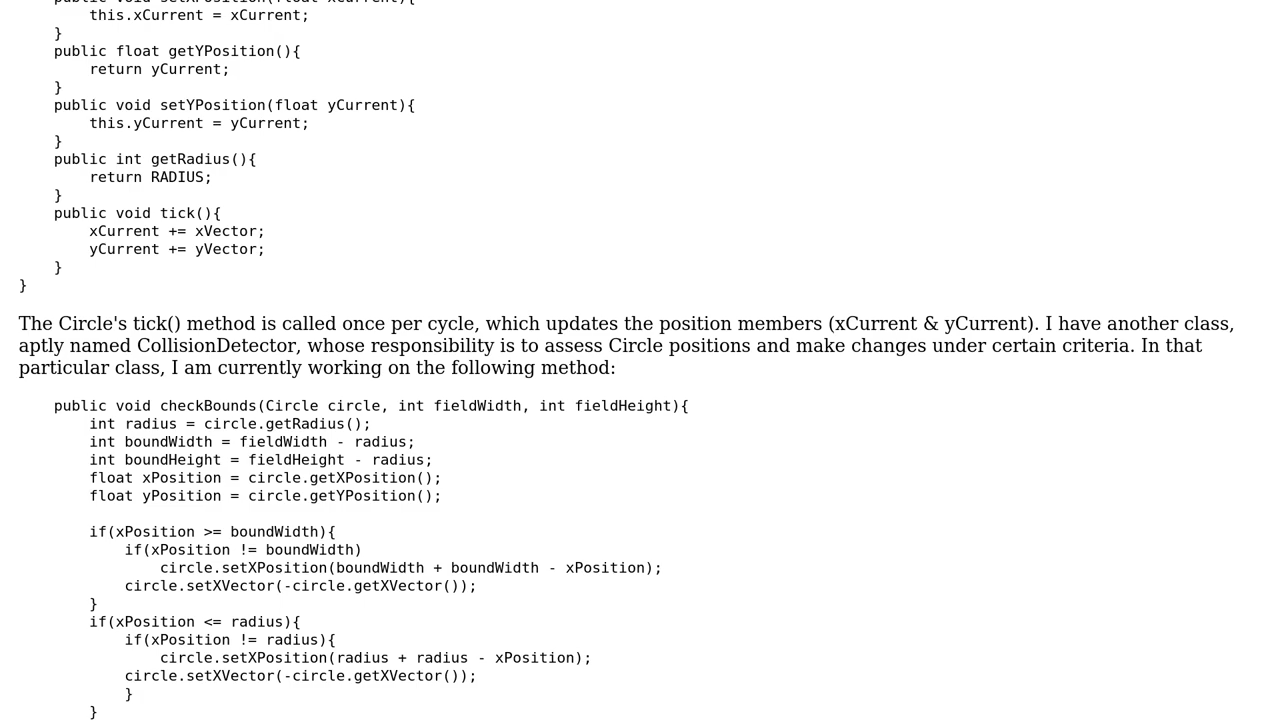 public void setXPosition(float xCurrent){
        this.xCurrent = xCurrent;
    }
    public float getYPosition(){
        return yCurrent;
    }
    public void setYPosition(float yCurrent){
        this.yCurrent = yCurrent;
    }
    public int getRadius(){
        return RADIUS;
    }
    public void tick(){
        xCurrent += xVector;
        yCurrent += yVector;
    }
}
The Circle's tick() method is called once per cycle, which updates the position members (xCurrent & yCurrent). I have another class,
aptly named CollisionDetector, whose responsibility is to assess Circle positions and make changes under certain criteria. In that
particular class, I am currently working on the following method:
    public void checkBounds(Circle circle, int fieldWidth, int fieldHeight){
        int radius = circle.getRadius();
        int boundWidth = fieldWidth - radius;
        int boundHeight = fieldHeight - radius;
        float xPosition = circle.getXPosition();
        float yPosition = circle.getYPosition();
        if(xPosition >= boundWidth){
            if(xPosition != boundWidth)
                circle.setXPosition(boundWidth + boundWidth - xPosition);
            circle.setXVector(-circle.getXVector());
        }
        if(xPosition <= radius){
            if(xPosition != radius){
                circle.setXPosition(radius + radius - xPosition);
            circle.setXVector(-circle.getXVector());
            }
        }